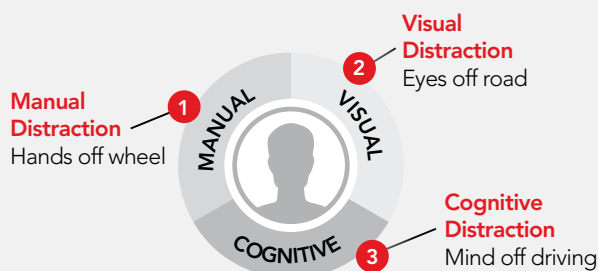 Manual
Distraction
Hands off wheel
1
MANUAL
Visual
Distraction
Eyes off road
2
VISUAL
Cognitive
Distraction
Mind off driving
3
COGNITIVE